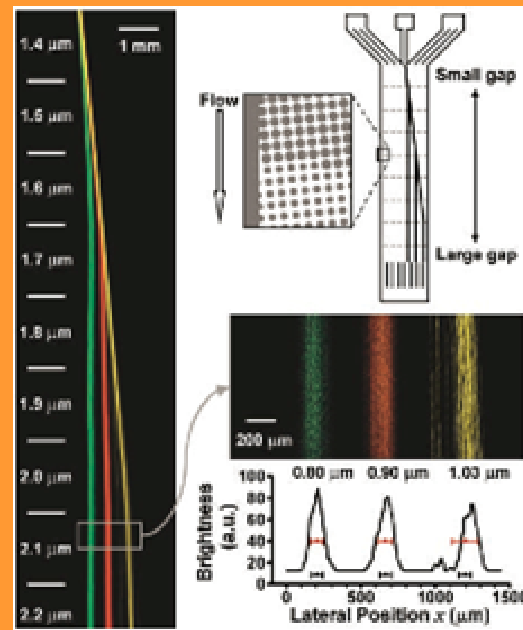 1.4 μm
1 mm
1.5 μm
1.6 μm
1.7 μm
1.8 μm
1.9 μm
2.0 μm
2.1 μm
2.2 μm
Flow
Small gap
Large gap
200 μm
0.80 μm 0.90 μm 1.03 μm
Brightness
(a.u.)
100
80
60
40
20
0
0 500 1000 1500
Lateral Position x (μm)